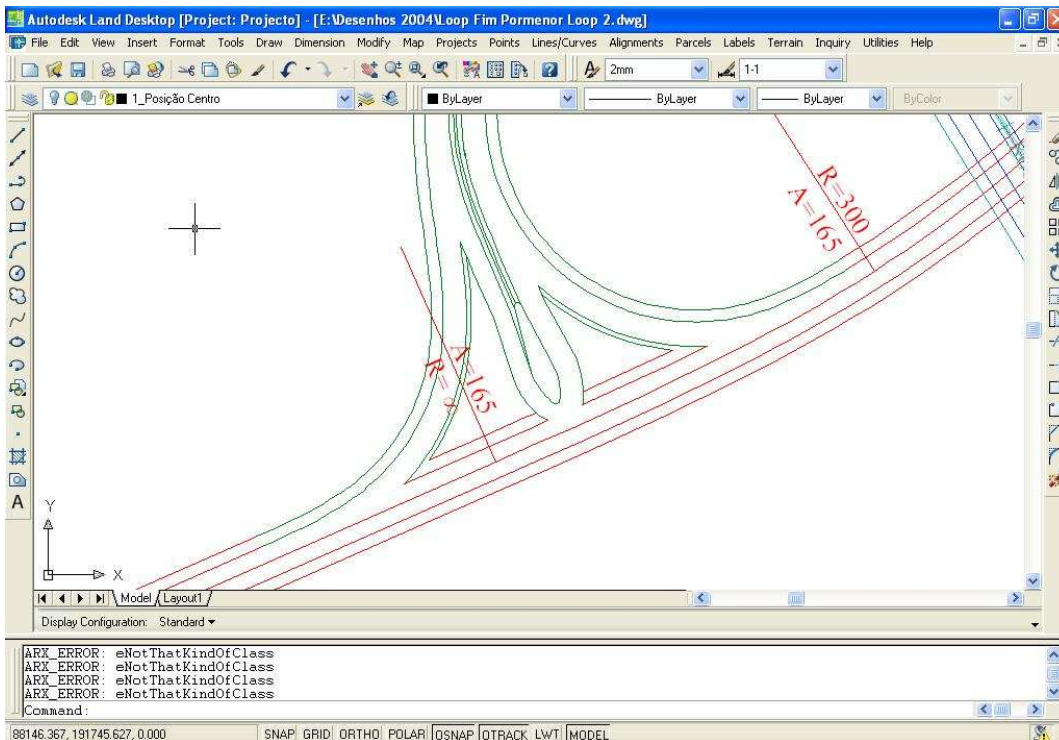 Autodesk Land Desktop [Project: Projecto] - [E:\Desenhos 2004\Loop Fim Pormenor Loop 2.dwg]
File Edit View Insert Format Tools Draw Dimension Modify Map Projects Points Lines/Curves Alignments Parcels Labels Terrain Inquiry Utilities Help
2mm 1-1
1_Posição Centro ByLayer ByLayer ByLayer ByColor
R=300
A=165
A=165
R= ∞
A
Y
X
Model Layout1
Display Configuration: Standard
ARX_ERROR: eNotThatKindOfClass
ARX_ERROR: eNotThatKindOfClass
ARX_ERROR: eNotThatKindOfClass
ARX_ERROR: eNotThatKindOfClass
Command:
88146.367, 191745.627, 0.000 SNAP GRID ORTHO POLAR OSNAP OTRACK LWT MODEL